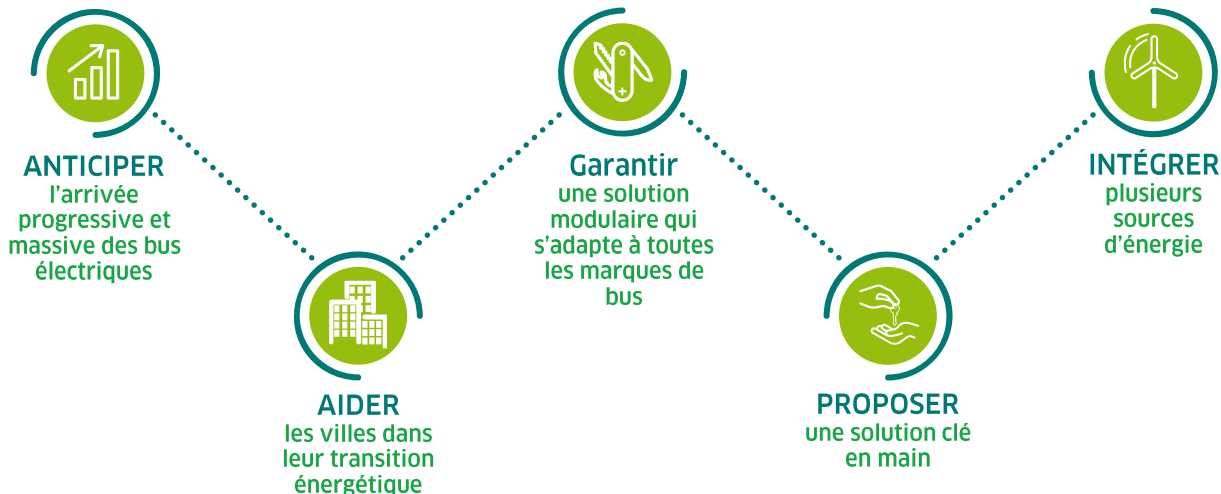 ANTICIPER
l'arrivée
progressive et
massive des bus
électriques
AIDER
les villes dans
leur transition
énergétique
Garantir
une solution
modulaire qui
s'adapte à toutes
les marques de
bus
PROPOSER
une solution clé
en main
INTÉGRER
plusieurs
sources
d'énergie